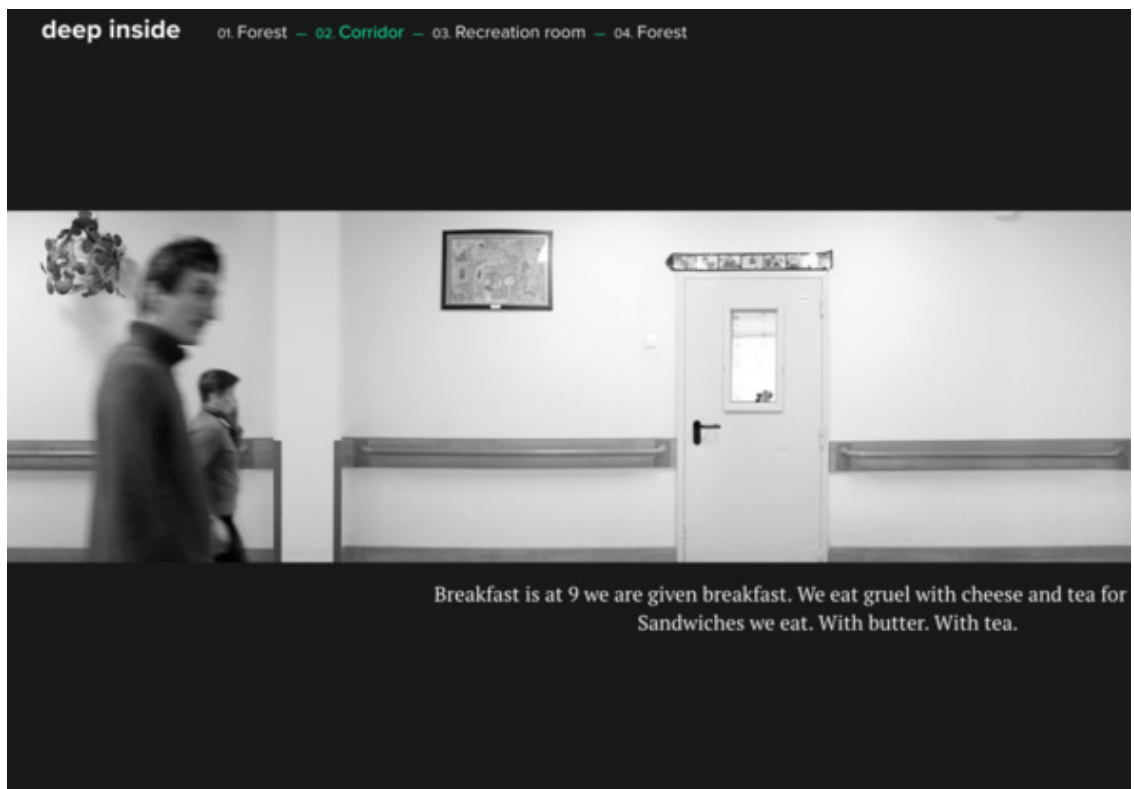 deep inside 01. Forest – 02. Corridor – 03. Recreation room – 04. Forest
Breakfast is at 9 we are given breakfast. We eat gruel with cheese and tea for
Sandwiches we eat. With butter. With tea.